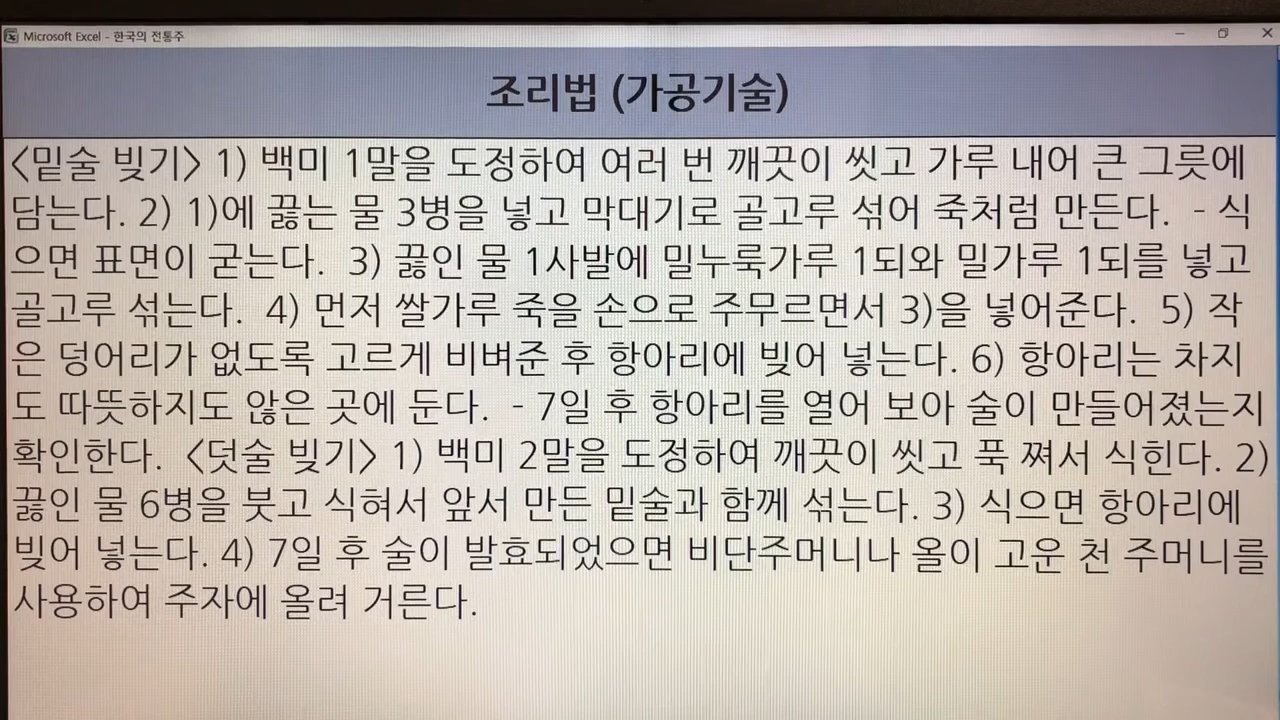 Microsoft Excel - 한국의 전통주
조리법 (가공기술)
<밑술 빚기> 1) 백미 1말을 도정하여 여러 번 깨끗이 씻고 가루 내어 큰 그릇에
담는다. 2) 1)에 끓는 물 3병을 넣고 막대기로 골고루 섞어 죽처럼 만든다. - 식
으면 표면이 굳는다. 3) 끓인 물 1사발에 밀누룩가루 1되와 밀가루 1되를 넣고
골고루 섞는다. 4) 먼저 쌀가루 죽을 손으로 주무르면서 3)을 넣어준다. 5) 작
은 덩어리가 없도록 고르게 비벼준 후 항아리에 빚어 넣는다. 6) 항아리는 차지
도 따뜻하지도 않은 곳에 둔다. - 7일 후 항아리를 열어 보아 술이 만들어졌는지
확인한다. <덧술 빚기> 1) 백미 2말을 도정하여 깨끗이 씻고 푹 쪄서 식힌다. 2)
끓인 물 6병을 붓고 식혀서 앞서 만든 밑술과 함께 섞는다. 3) 식으면 항아리에
빚어 넣는다. 4) 7일 후 술이 발효되었으면 비단주머니나 올이 고운 천 주머니를
사용하여 주자에 올려 거른다.